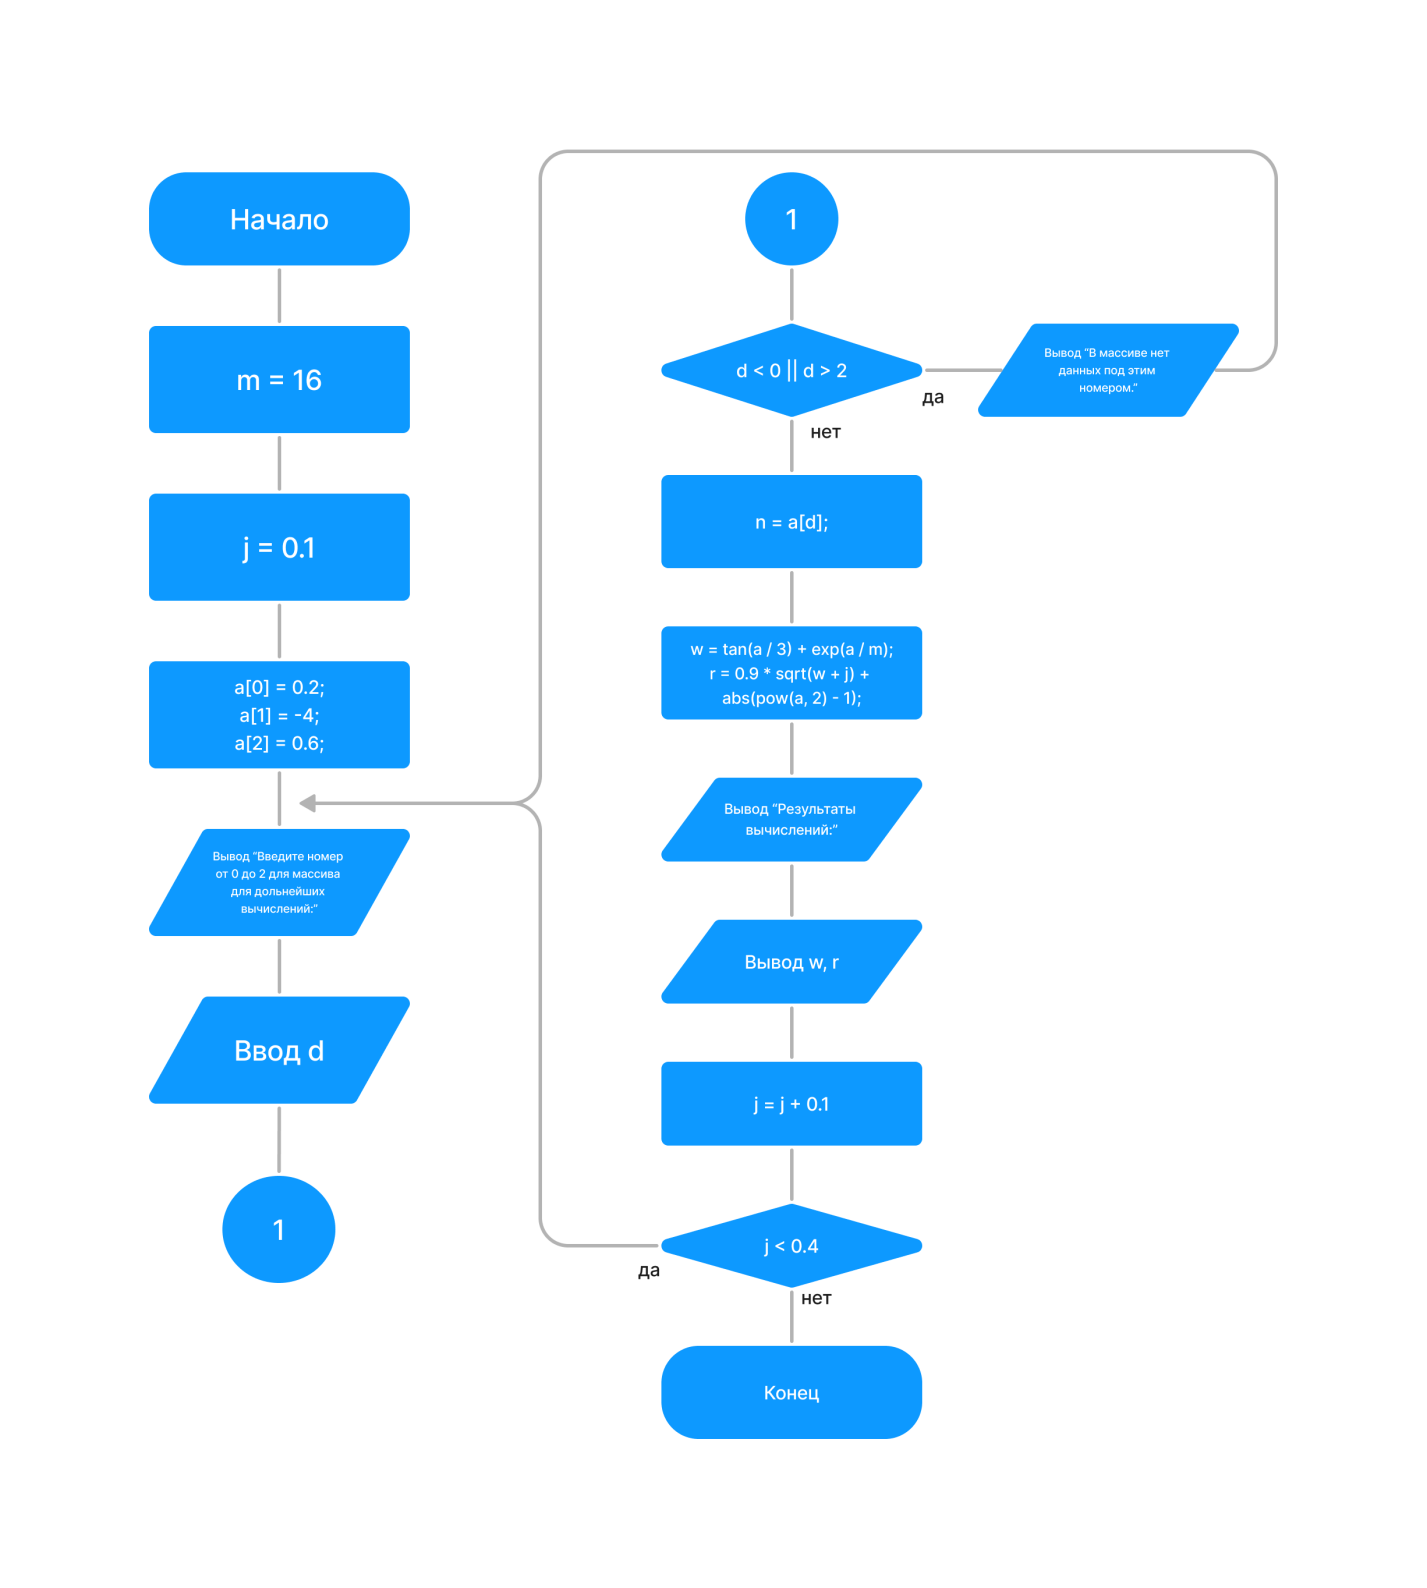 Начало
m = 16
j = 0.1
a[0] = 0.2;
a[1] = -4;
a[2] = 0.6;
Вывод “Введите номер
от 0 до 2 для массива
для дольнейших
вычислений:”
Ввод d
1
1
d < 0 || d > 2
да
Вывод “В массиве нет
данных под этим
номером.”
нет
n = a[d];
w = tan(a / 3) + exp(a / m);
r = 0.9 * sqrt(w + j) +
abs(pow(a, 2) - 1);
Вывод “Результаты
вычислений:”
Вывод w, r
j = j + 0.1
j < 0.4
да
нет
Конец